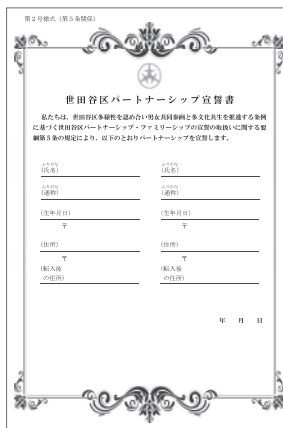 第2号様式（第5条関係）
世田谷区パートナーシップ宣誓書
私たちは、世田谷区多様性を認め合い男女共同参画と多文化共生を推進する条例
に基づく世田谷区パートナーシップ・ファミリーシップの宣誓の取扱いに関する要
綱第5条の規定により、以下のとおりパートナーシップを宣誓します。
ふりがな ふりがな
（氏名） （氏名）
ふりがな ふりがな
（通称） （通称）
（生年月日） （生年月日）
〒 〒
（住所） （住所）
〒 〒
（転入後 （転入後
の住所） の住所）
年 月 日